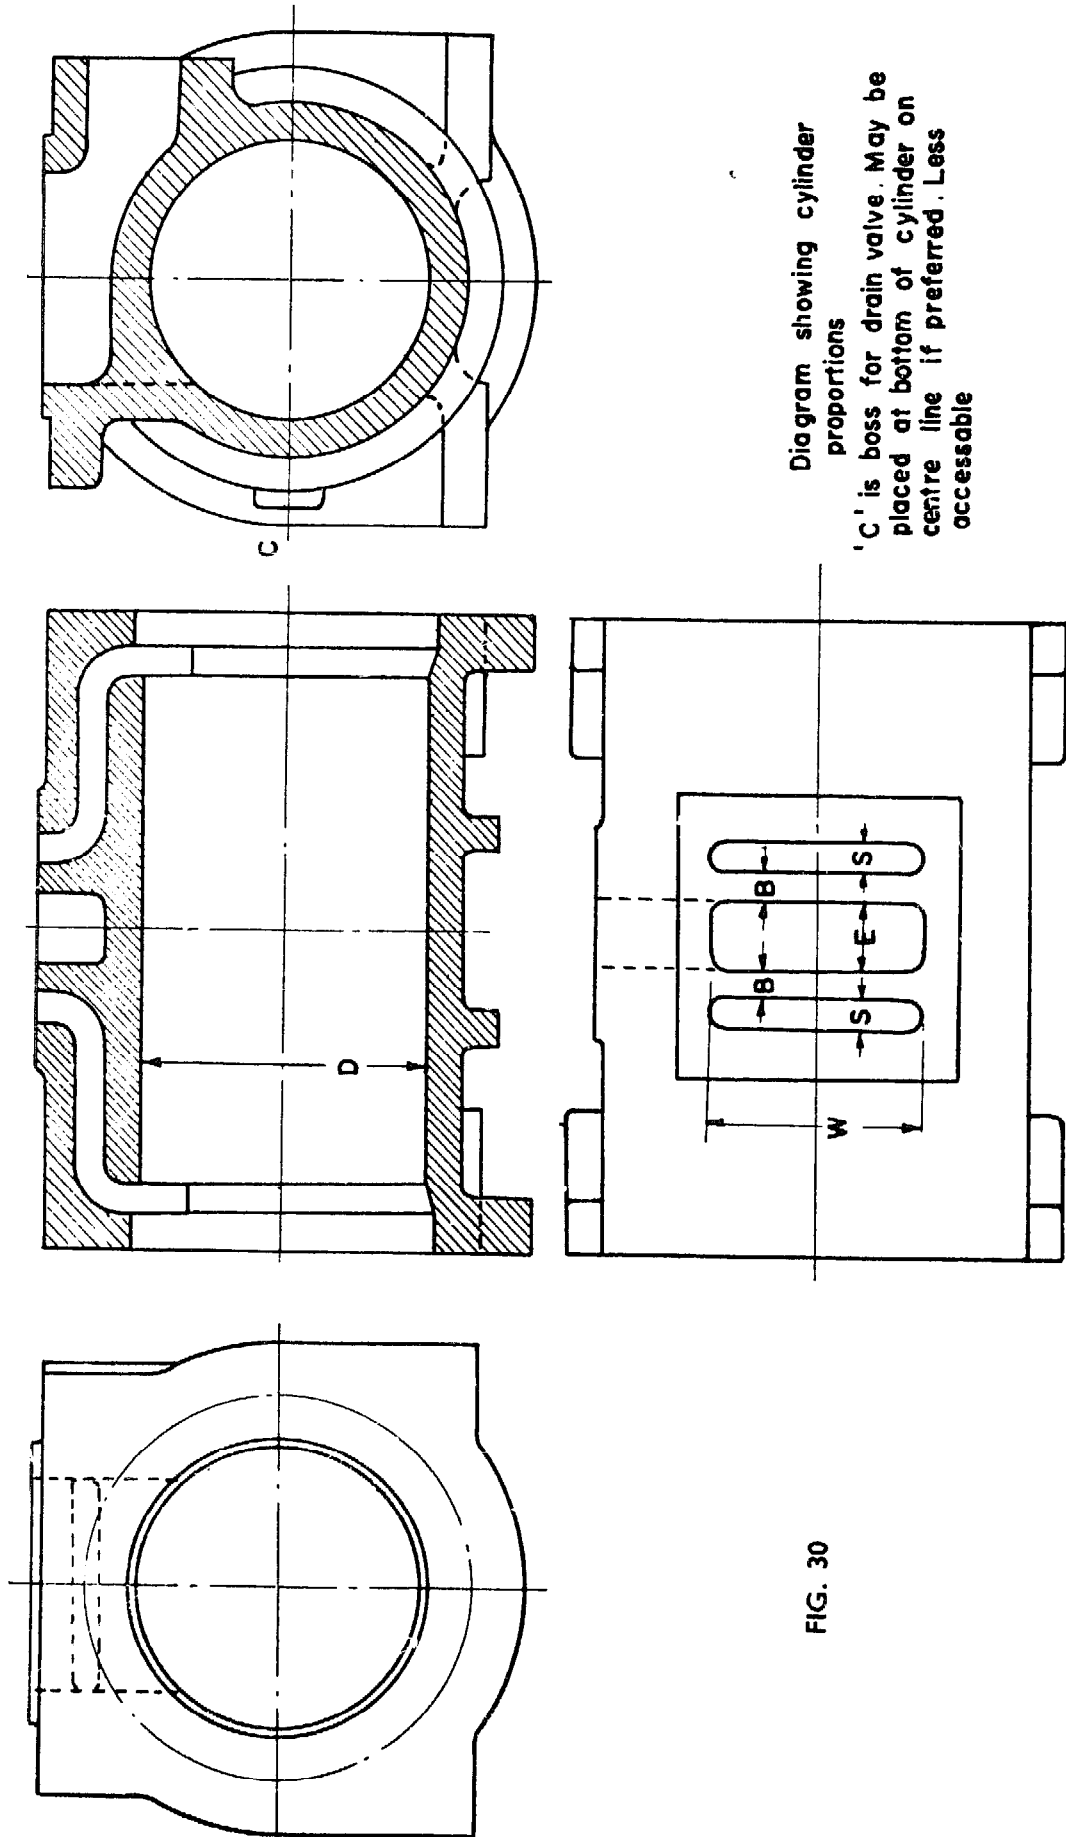 C
D
W
S
B
E
B
S
Diagram showing cylinder
proportions
'C' is boss for drain valve. May be
placed at bottom of cylinder on
centre line if preferred. Less
accessable
FIG. 30